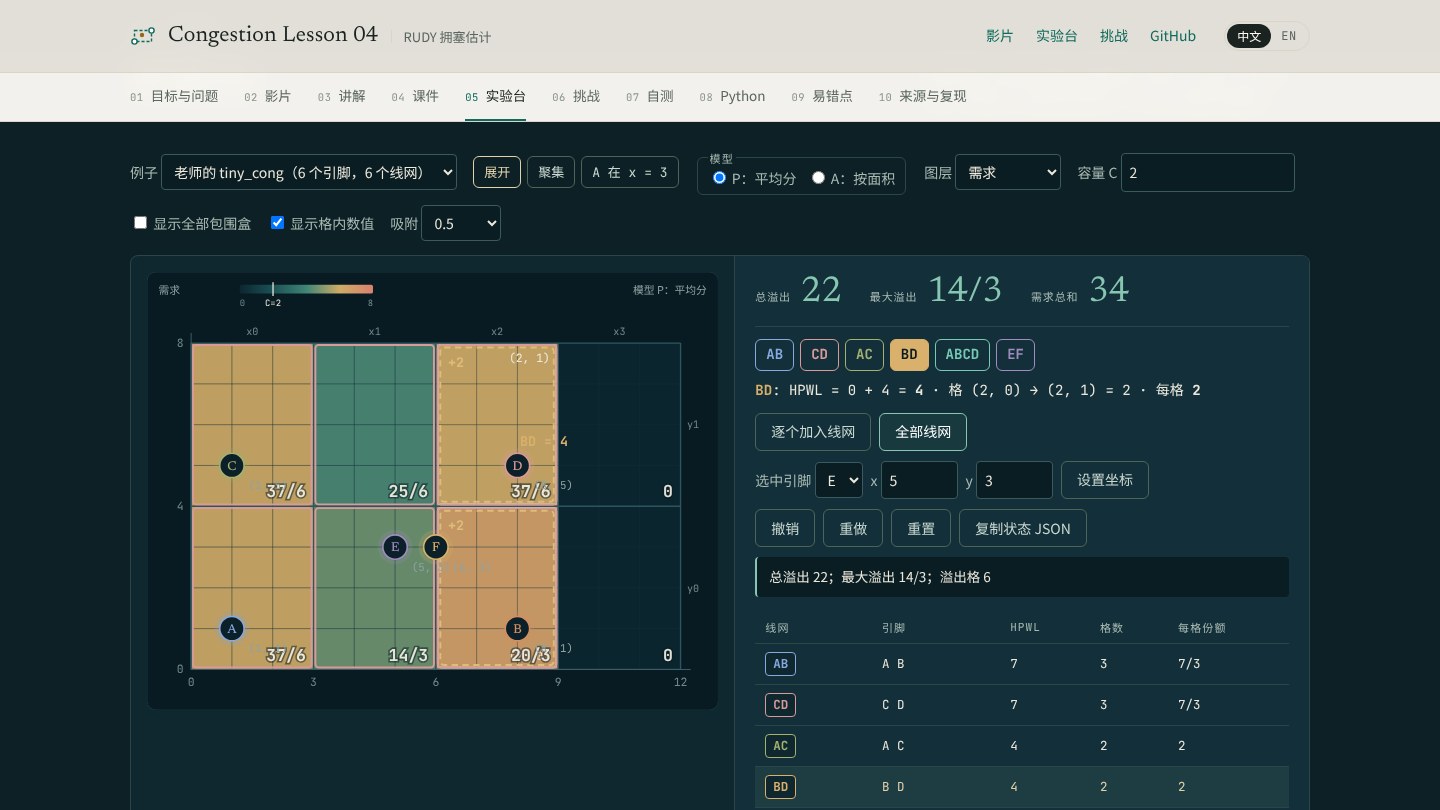 Congestion Lesson 04 RUDY 拥塞估计 影片 实验台 挑战 GitHub 中文 EN
01 目标与问题 02 影片 03 讲解 04 课件 05 实验台 06 挑战 07 自测 08 Python 09 易错点 10 来源与复现
例子 老师的 tiny_cong（6 个引脚，6 个线网） 展开 聚集 A 在 x = 3 模型 P：平均分 A：按面积 图层 需求 容量 C 2
显示全部包围盒 显示格内数值 吸附 0.5
需求 模型 P：平均分
0 C=2 8
x0 x1 x2 x3
8 +2 (2, 1)
y1
BD = 4
C D
37/6 25/6 37/6 5) 0
4
+2
E F
(5,
y0
A B
1)
37/6 14/3 20/3 0
0
0 3 6 9 12
总溢出 22 最大溢出 14/3 需求总和 34
AB CD AC BD ABCD EF
BD: HPWL = 0 + 4 = 4 · 格 (2, 0) → (2, 1) = 2 · 每格 2
逐个加入线网 全部线网
选中引脚 E x 5 y 3 设置坐标
撤销 重做 重置 复制状态 JSON
总溢出 22；最大溢出 14/3；溢出格 6
线网 引脚 HPWL 格数 每格份额
AB A B 7 3 7/3
CD C D 7 3 7/3
AC A C 4 2 2
BD B D 4 2 2